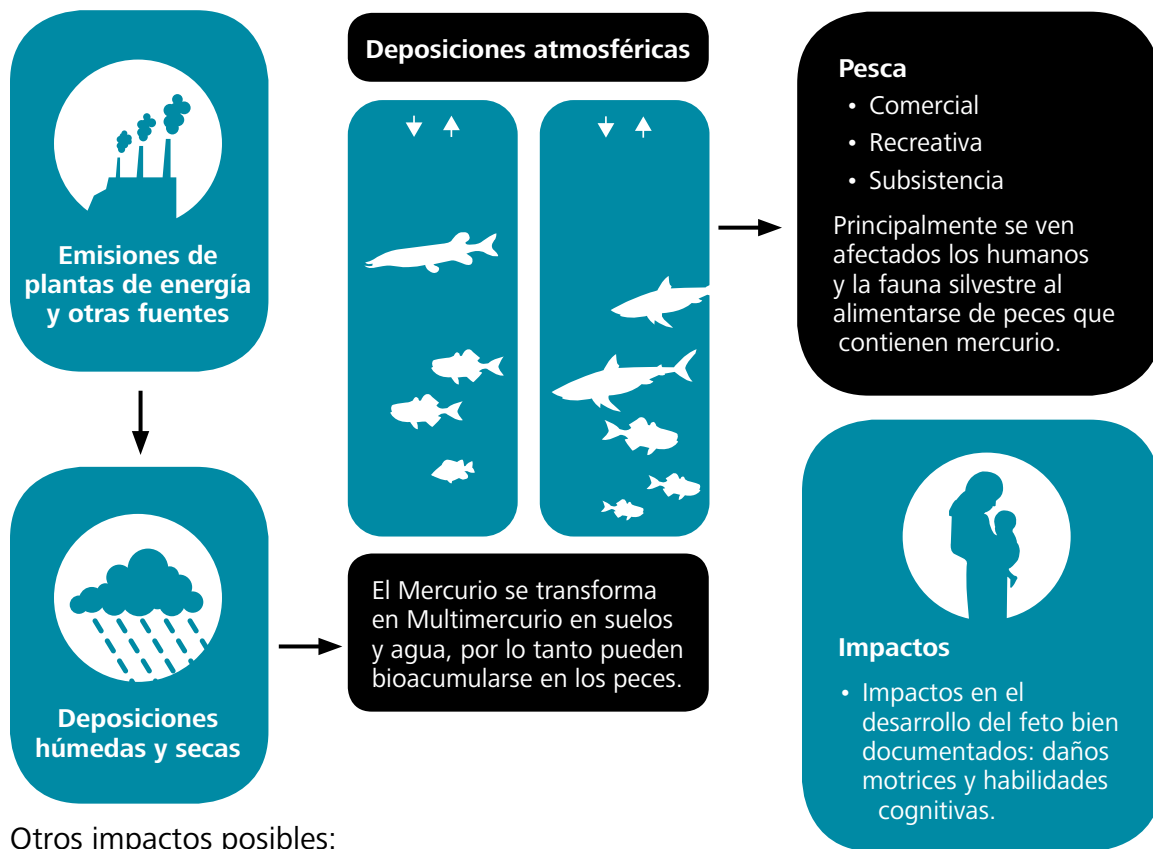 Emisiones de
plantas de energía
y otras fuentes
Deposiciones
húmedas y secas
Deposiciones atmosféricas
El Mercurio se transforma
en Multimercurio en suelos
y agua, por lo tanto pueden
bioacumularse en los peces.
Pesca
• Comercial
• Recreativa
• Subsistencia
Principalmente se ven
afectados los humanos
y la fauna silvestre al
alimentarse de peces que
contienen mercurio.
Impactos
• Impactos en el
desarrollo del feto bien
documentados: daños
motrices y habilidades
cognitivas.
Otros impactos posibles: